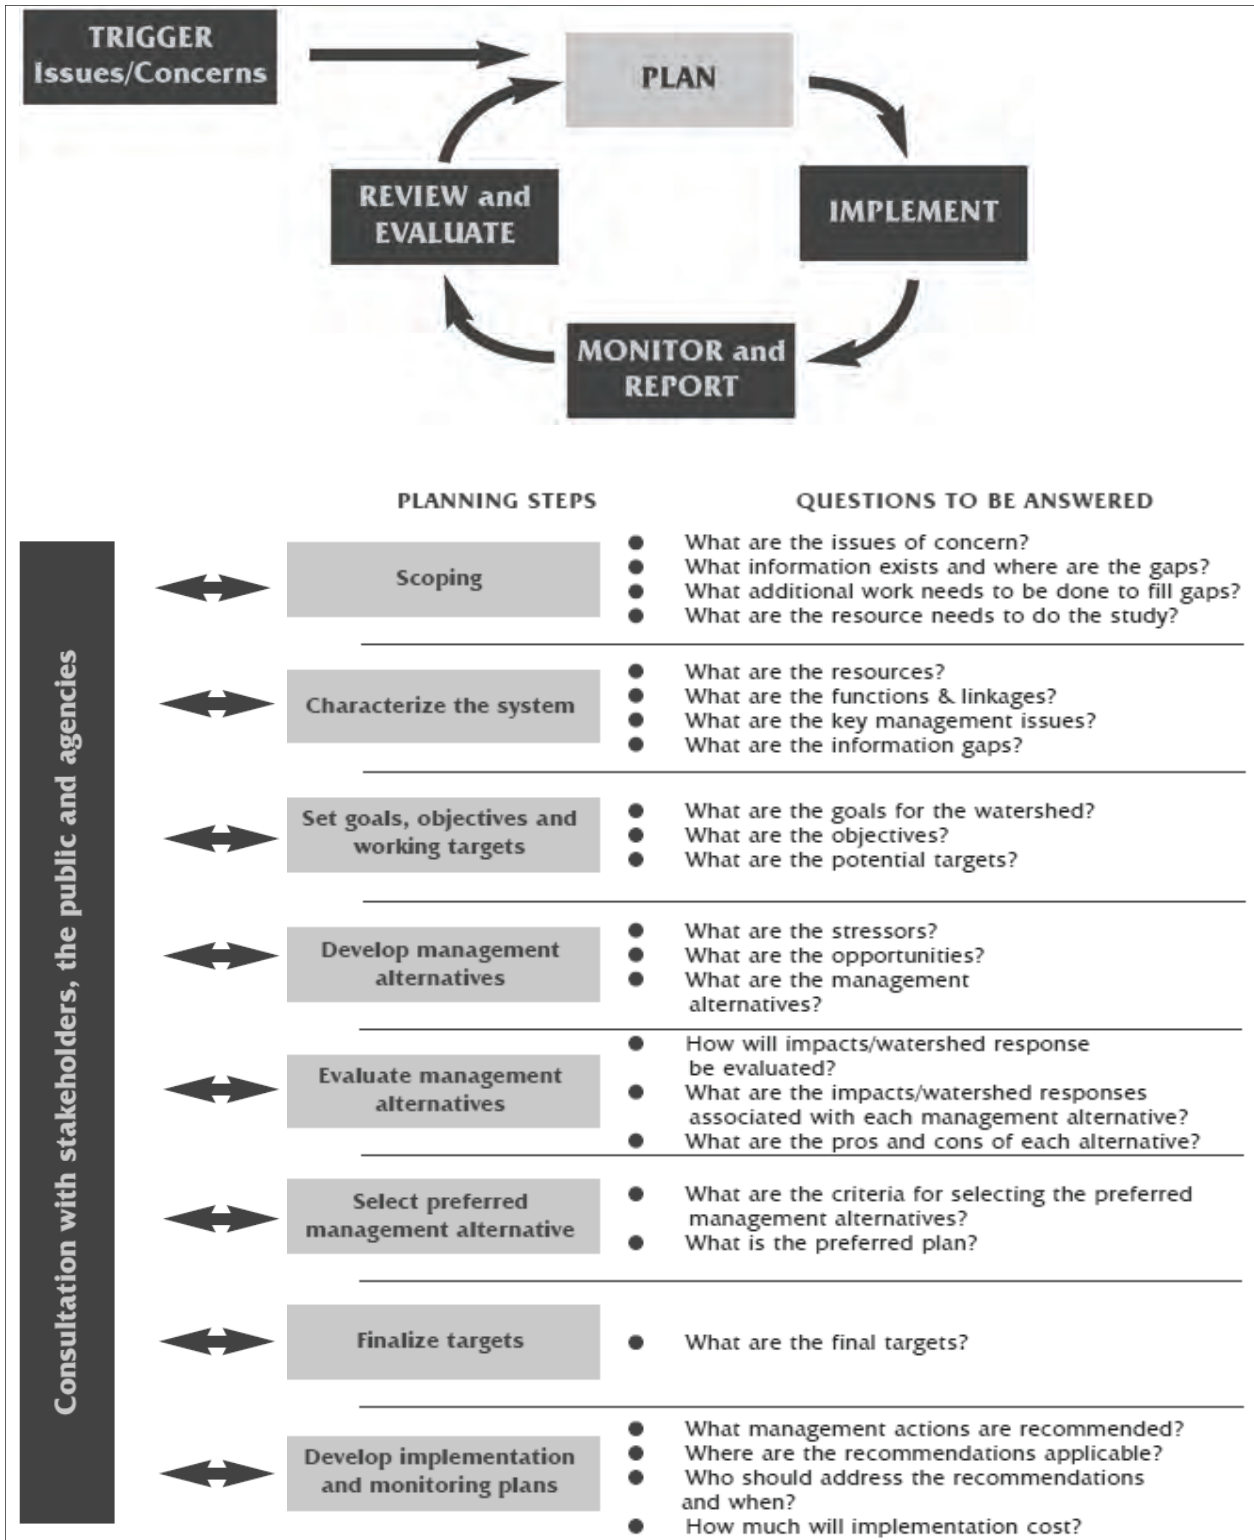 TRIGGER
Issues/Concerns
PLAN
REVIEW and
EVALUATE
IMPLEMENT
MONITOR and
REPORT
PLANNING STEPS
QUESTIONS TO BE ANSWERED
Consultation with stakeholders, the public and agencies
Scoping
● What are the issues of concern?
● What information exists and where are the gaps?
● What additional work needs to be done to fill gaps?
● What are the resource needs to do the study?
Characterize the system
● What are the resources?
● What are the functions & linkages?
● What are the key management issues?
● What are the information gaps?
Set goals, objectives and
working targets
● What are the goals for the watershed?
● What are the objectives?
● What are the potential targets?
Develop management
alternatives
● What are the stressors?
● What are the opportunities?
● What are the management
alternatives?
Evaluate management
alternatives
● How will impacts/watershed response
be evaluated?
● What are the impacts/watershed responses
associated with each management alternative?
● What are the pros and cons of each alternative?
Select preferred
management alternative
● What are the criteria for selecting the preferred
management alternatives?
● What is the preferred plan?
Finalize targets
● What are the final targets?
Develop implementation
and monitoring plans
● What management actions are recommended?
● Where are the recommendations applicable?
● Who should address the recommendations
and when?
● How much will implementation cost?